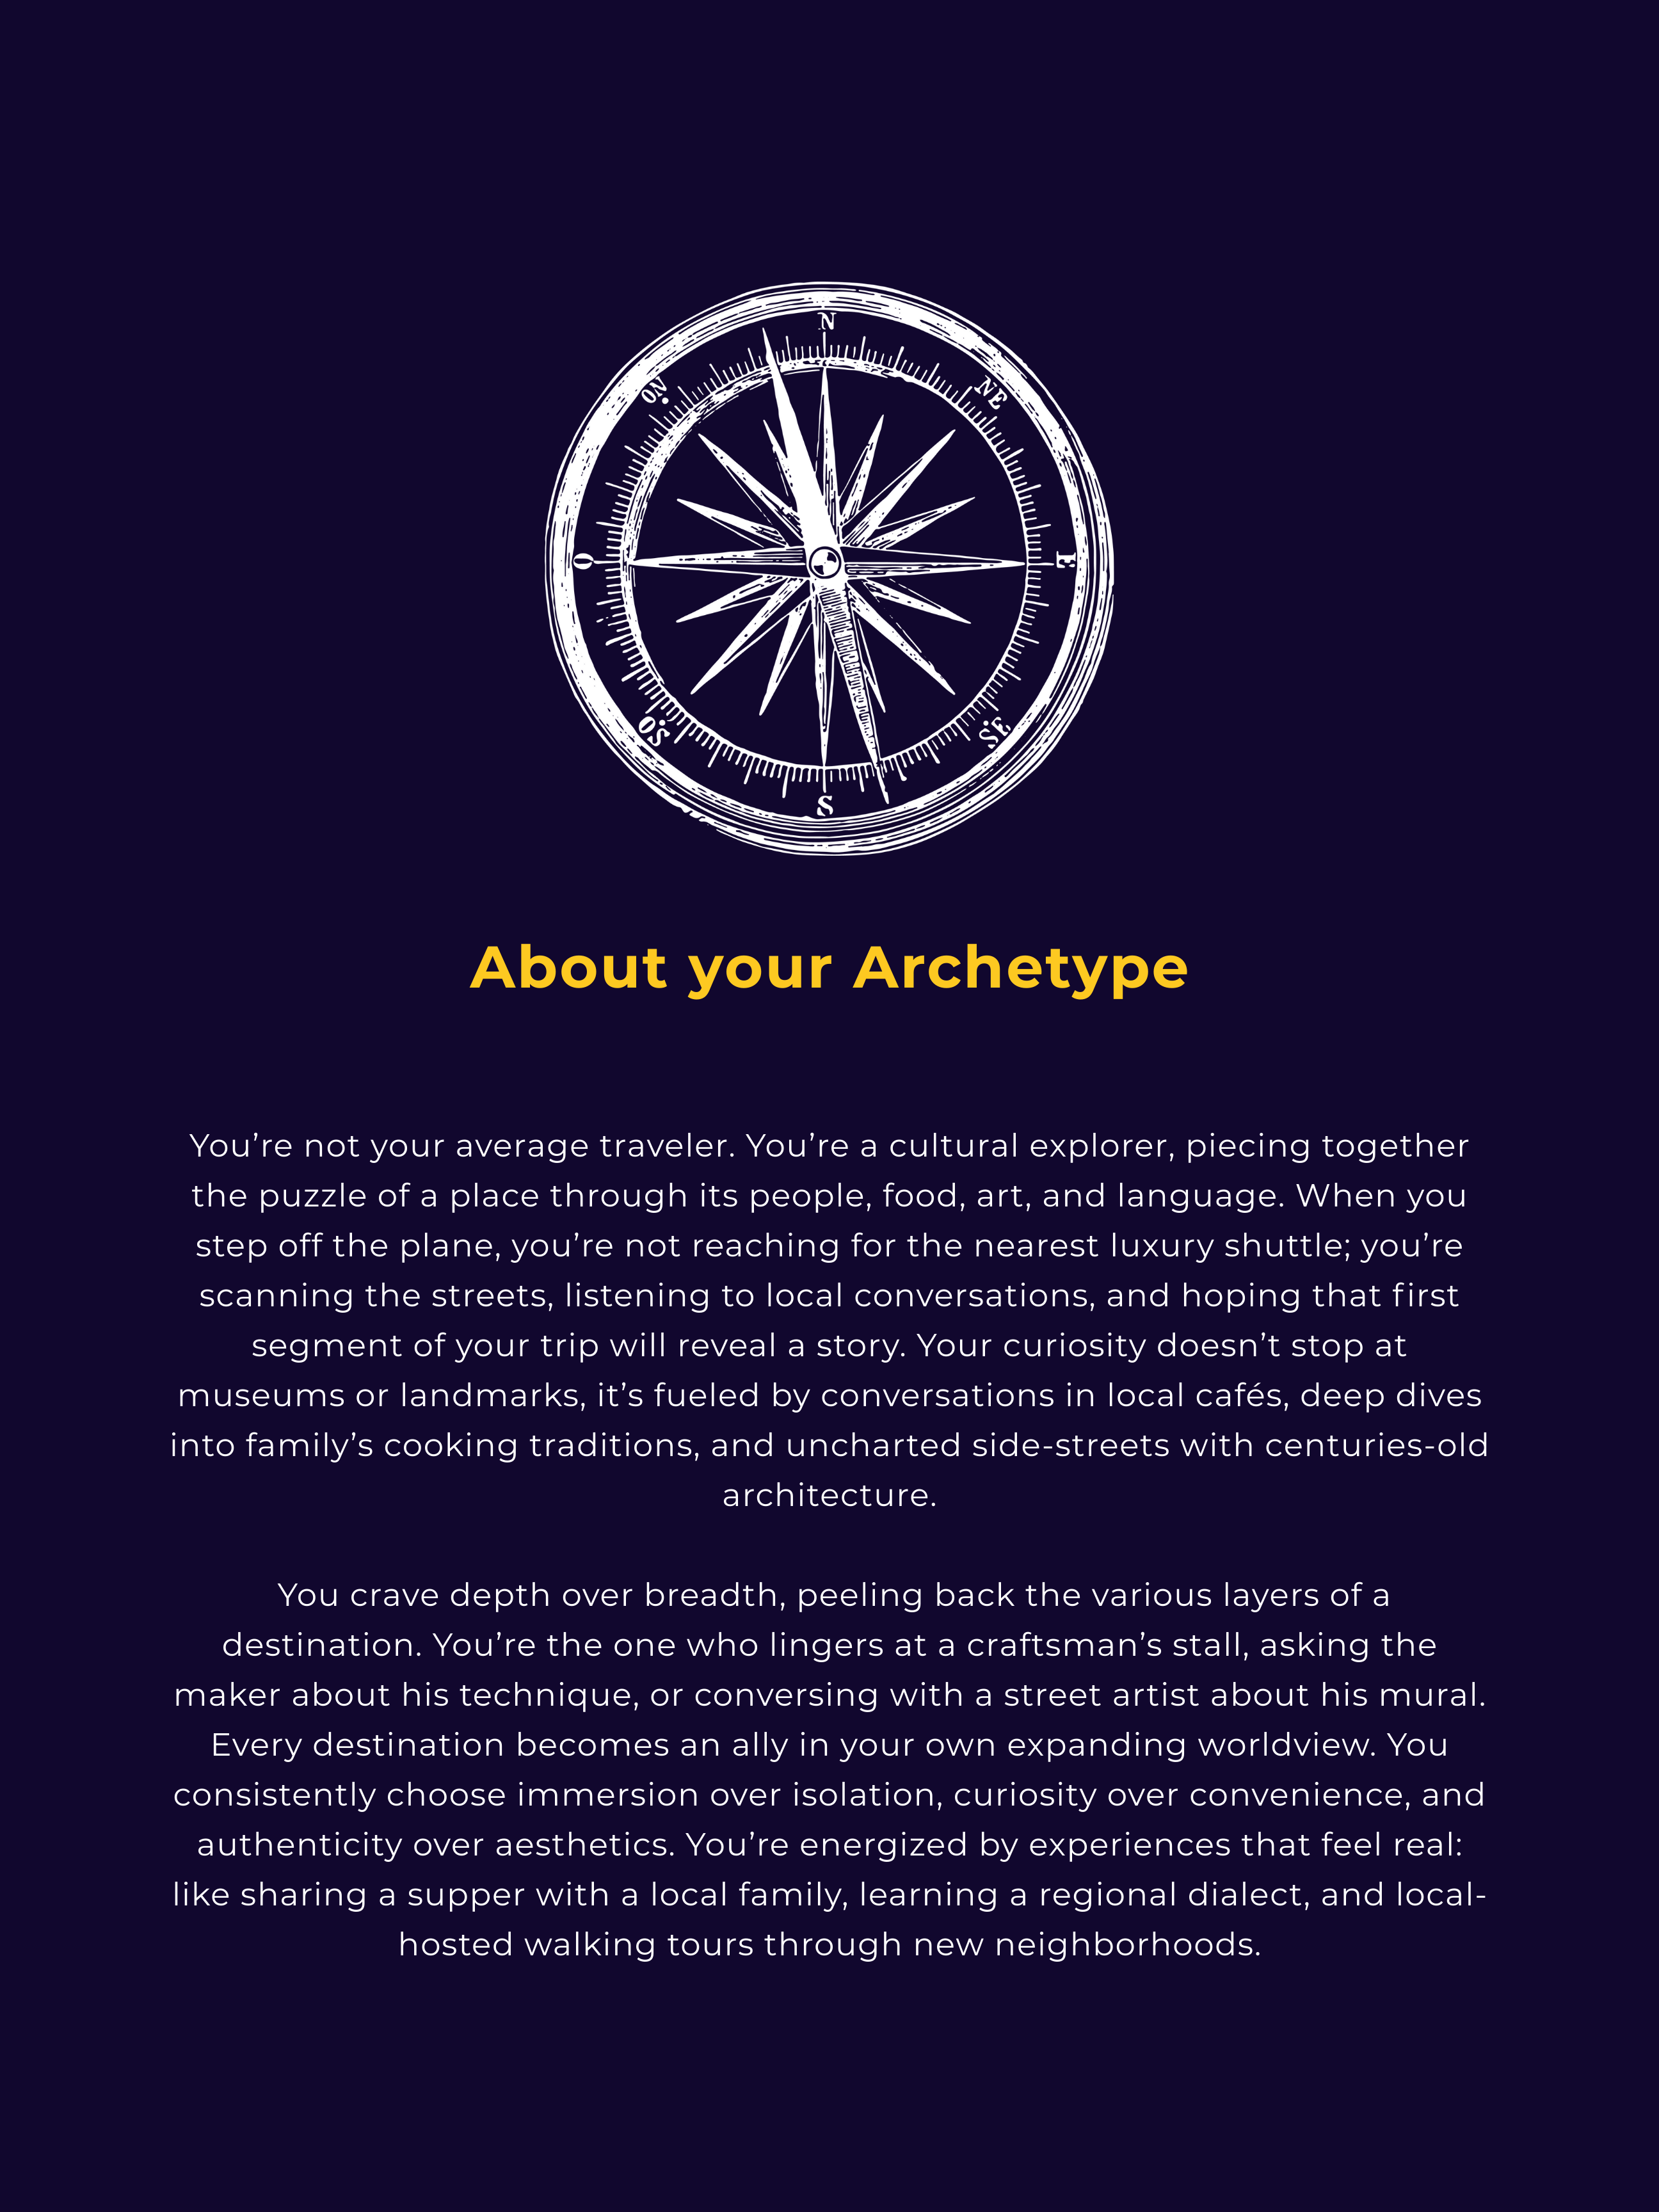 N
NE
E
SE
S
SO
O
NO
About your Archetype
You’re not your average traveler. You’re a cultural explorer, piecing together
the puzzle of a place through its people, food, art, and language. When you
step off the plane, you’re not reaching for the nearest luxury shuttle; you’re
scanning the streets, listening to local conversations, and hoping that first
segment of your trip will reveal a story. Your curiosity doesn’t stop at
museums or landmarks, it’s fueled by conversations in local cafés, deep dives
into family’s cooking traditions, and uncharted side-streets with centuries-old
architecture.
You crave depth over breadth, peeling back the various layers of a
destination. You’re the one who lingers at a craftsman’s stall, asking the
maker about his technique, or conversing with a street artist about his mural.
Every destination becomes an ally in your own expanding worldview. You
consistently choose immersion over isolation, curiosity over convenience, and
authenticity over aesthetics. You’re energized by experiences that feel real:
like sharing a supper with a local family, learning a regional dialect, and local-
hosted walking tours through new neighborhoods.